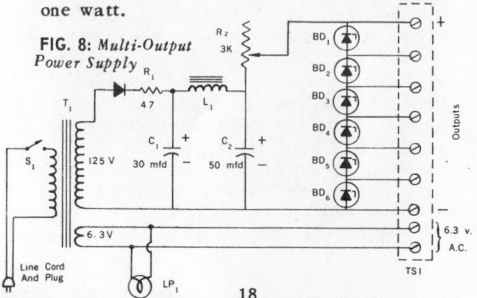 one watt.
FIG. 8: Multi-Output
Power Supply
R2
3K
R1
47
L1
T1
S1
125 V
C1
+
–
30 mfd
C2
+
–
50 mfd
BD1
BD2
BD3
BD4
BD5
BD6
+
Outputs
–
6.3 V
6.3 v.
A.C.
TS1
Line Cord
And Plug
LP1
18